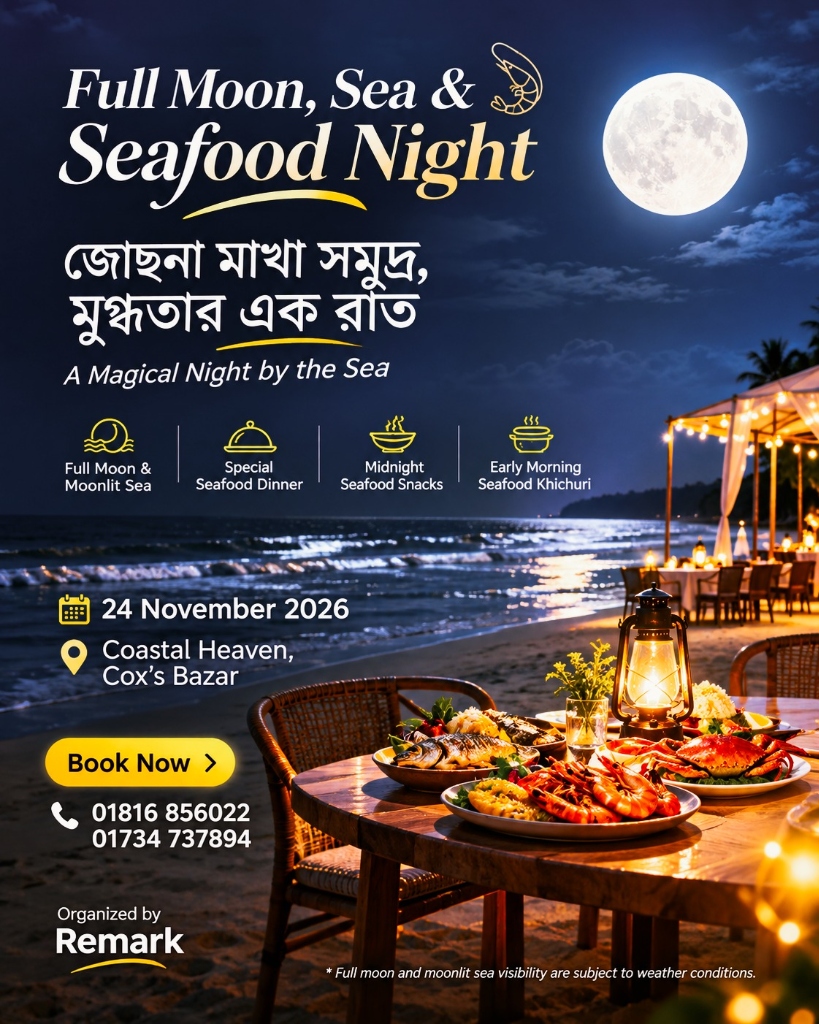 Full Moon, Sea &
Seafood Night
জোছনা মাখা সমুদ্র,
মুগ্ধতার এক রাত
A Magical Night by the Sea
Full Moon &
Moonlit Sea
Special
Seafood Dinner
Midnight
Seafood Snacks
Early Morning
Seafood Khichuri
24 November 2026
Coastal Heaven,
Cox's Bazar
Book Now >
01816 856022
01734 737894
Organized by
Remark
* Full moon and moonlit sea visibility are subject to weather conditions.